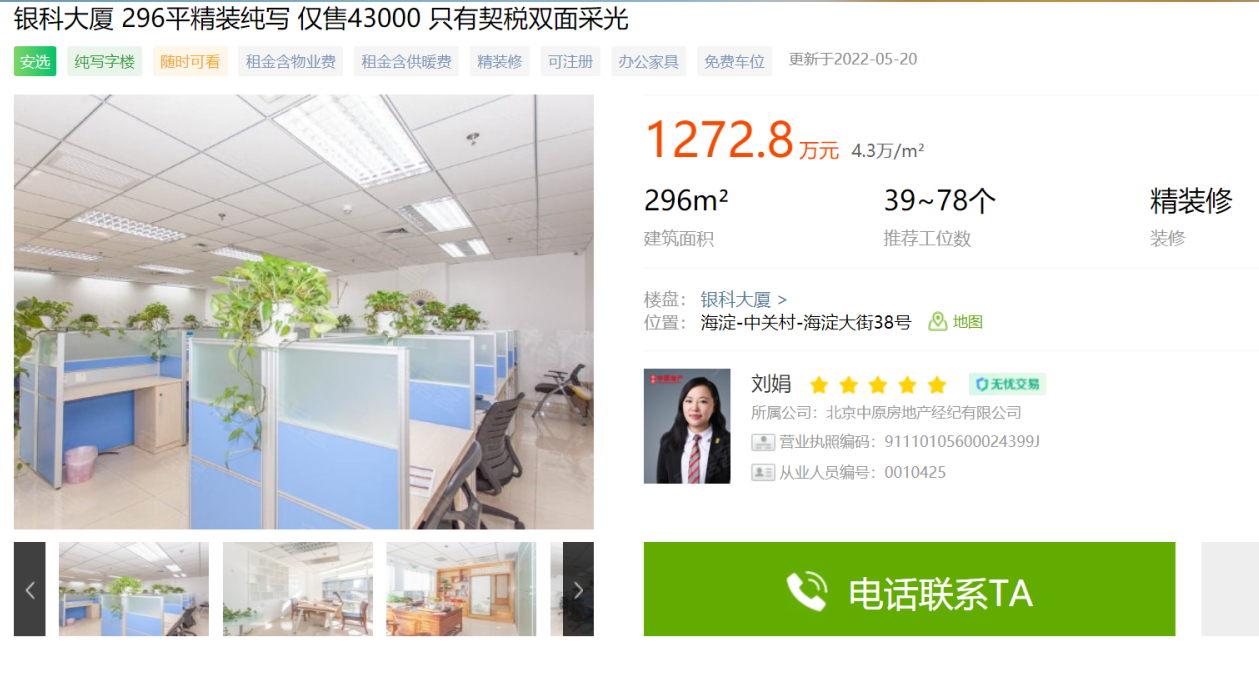 银科大厦 296平精装纯写 仅售43000 只有契税双面采光
安选 纯写字楼 随时可看 租金含物业费 租金含供暖费 精装修 可注册 办公家具 免费车位 更新于2022-05-20
1272.8 万元 4.3万/m²
296m² 39~78个 精装修
建筑面积 推荐工位数 装修
楼盘： 银科大厦 >
位置： 海淀-中关村-海淀大街38号 地图
刘娟 无忧交易
所属公司：北京中原房地产经纪有限公司
营业执照编码：91110105600024399J
从业人员编号：0010425
电话联系TA